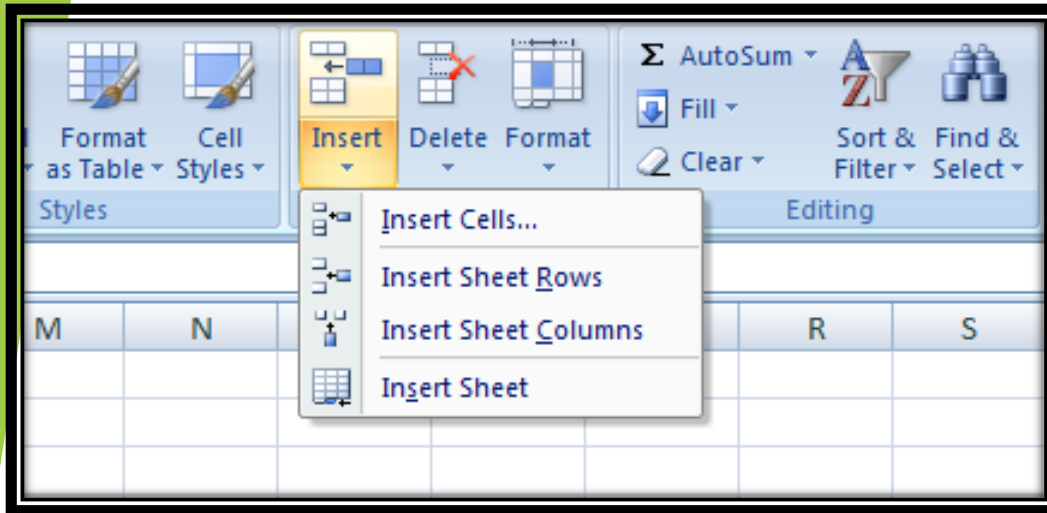 Format as Table
Cell Styles
Styles
Insert
Delete
Format
Σ AutoSum
Fill
Clear
A
Z
Sort & Filter
Find & Select
Editing
Insert Cells...
Insert Sheet Rows
Insert Sheet Columns
Insert Sheet
M N R S